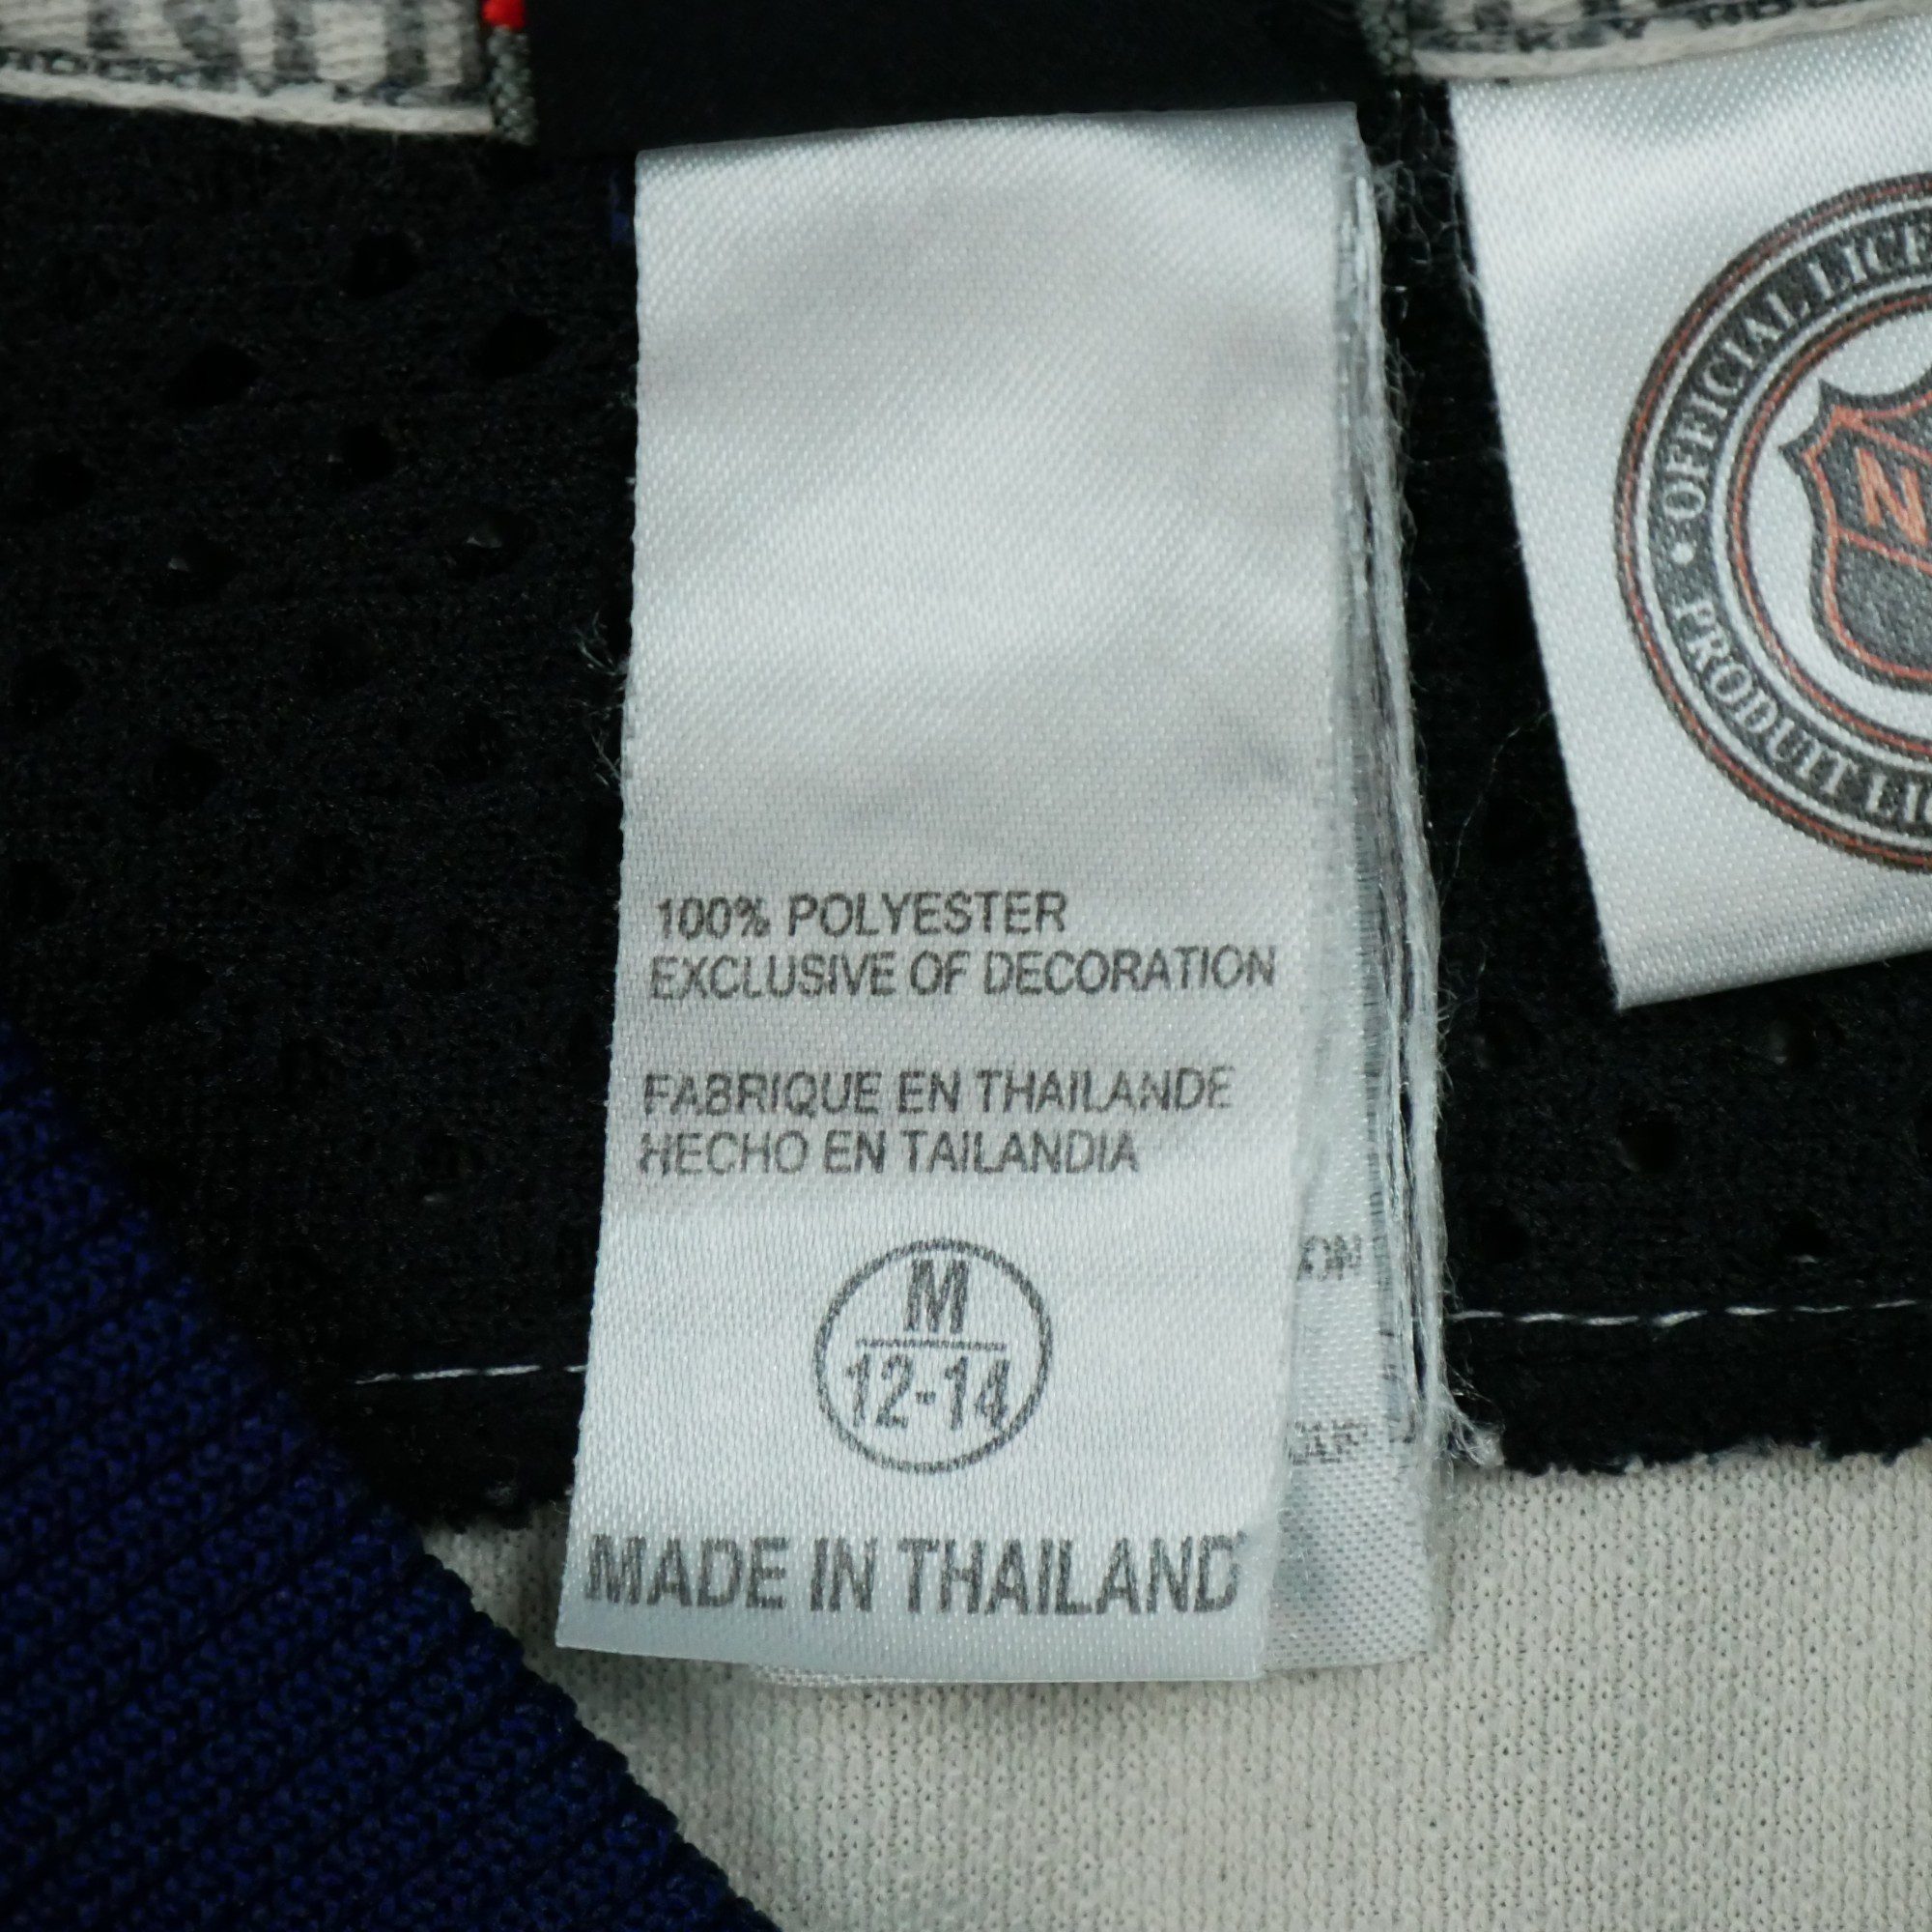 100% POLYESTER
EXCLUSIVE OF DECORATION
FABRIQUE EN THAILANDE
HECHO EN TAILANDIA
M
12-14
MADE IN THAILAND
• OFFICIAL
PRODUIT